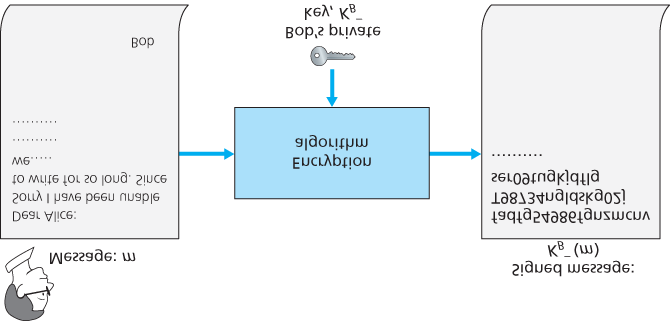 Message: m
Dear Alice:
Sorry I have been unable
to write for so long. Since
we.....
..........
..........
Bob
Bob's private
key, K_B^-
Encryption
algorithm
Signed message:
K_B^-(m)
fadfg54986fgnzmcnv
T98734ngldskg02j
ser09tugkjdflg
..........